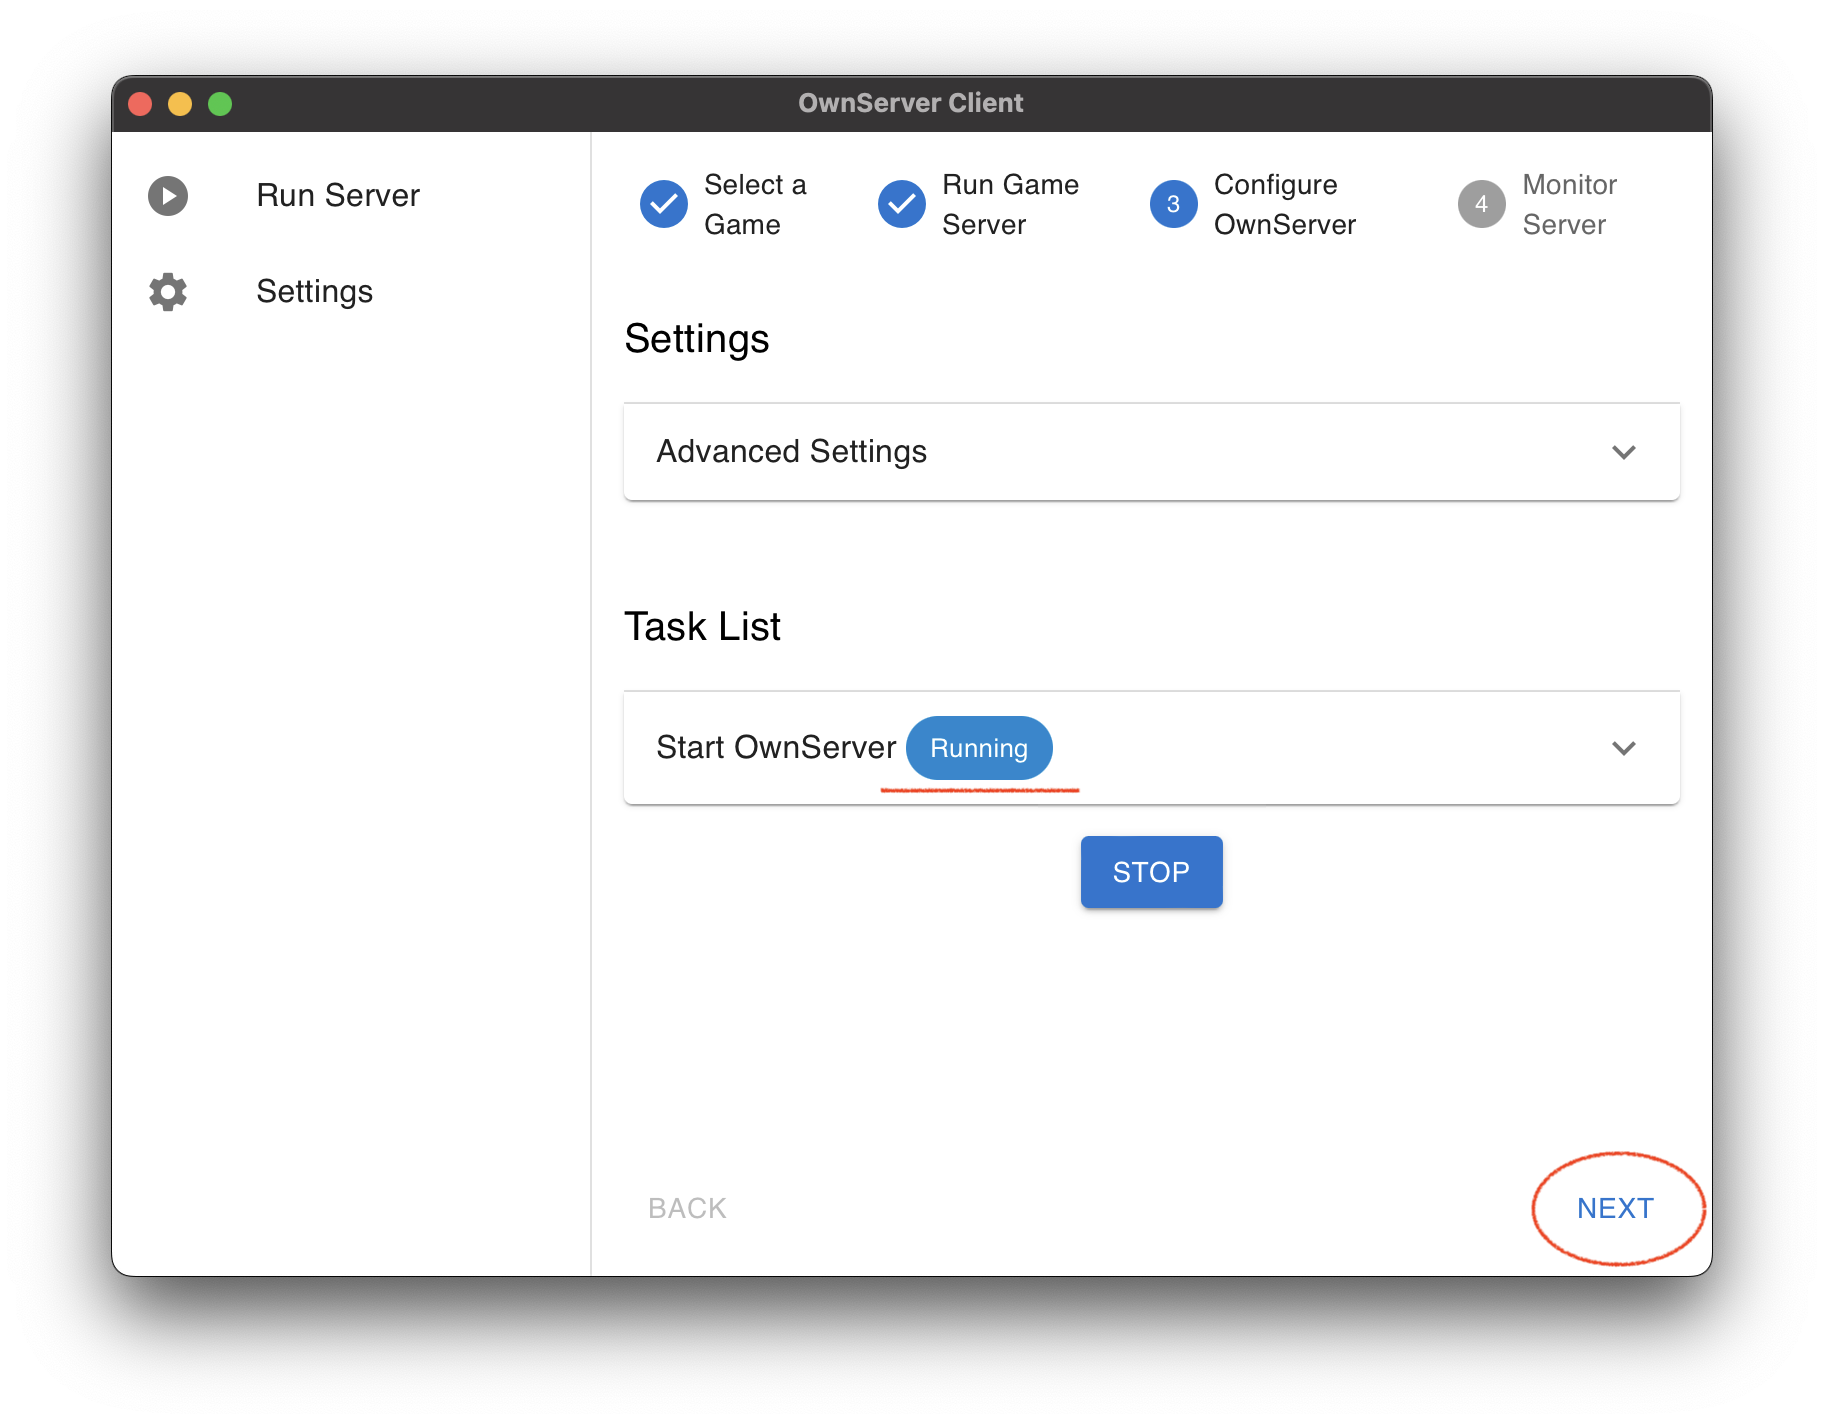 OwnServer Client
Run Server
Settings
Select a
Game
Run Game
Server
3
Configure
OwnServer
4
Monitor
Server
Settings
Advanced Settings
Task List
Start OwnServer Running
STOP
BACK
NEXT